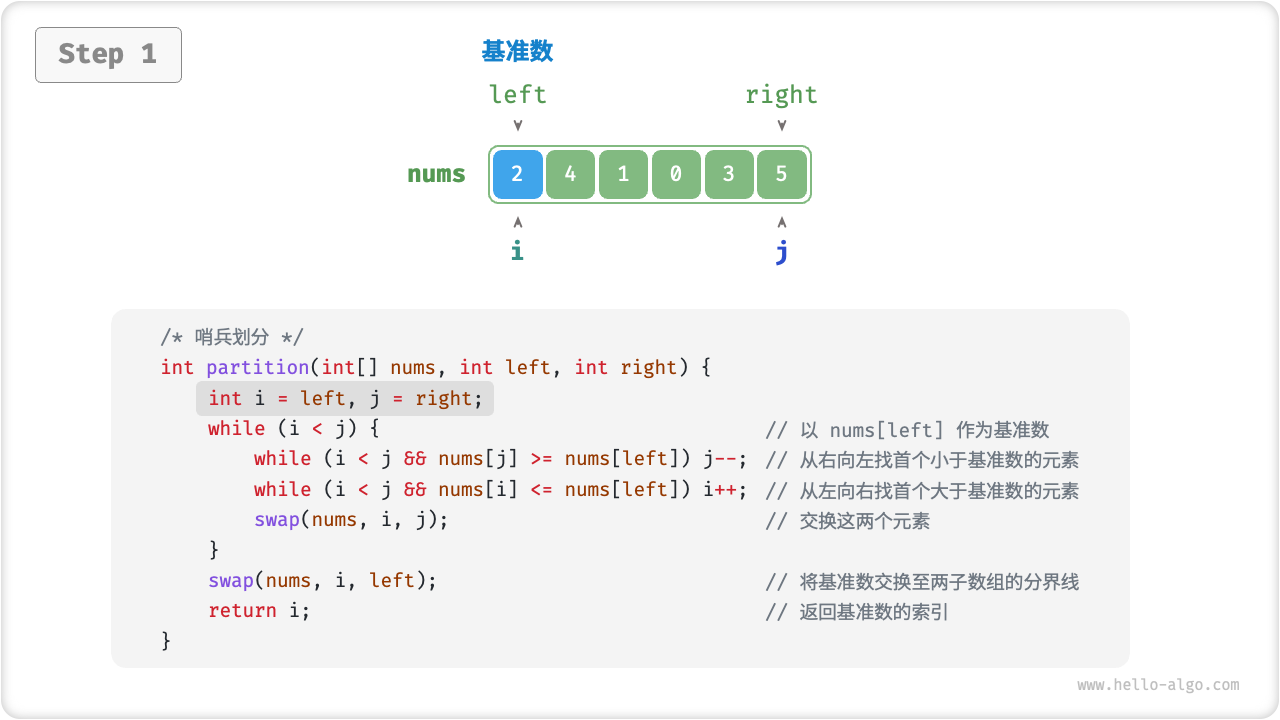 Step 1
基准数
left right
nums 2 4 1 0 3 5
i j
/* 哨兵划分 */
int partition(int[] nums, int left, int right) {
int i = left, j = right;
while (i < j) { // 以 nums[left] 作为基准数
while (i < j && nums[j] >= nums[left]) j--; // 从右向左找首个小于基准数的元素
while (i < j && nums[i] <= nums[left]) i++; // 从左向右找首个大于基准数的元素
swap(nums, i, j); // 交换这两个元素
}
swap(nums, i, left); // 将基准数交换至两子数组的分界线
return i; // 返回基准数的索引
}
www.hello-algo.com